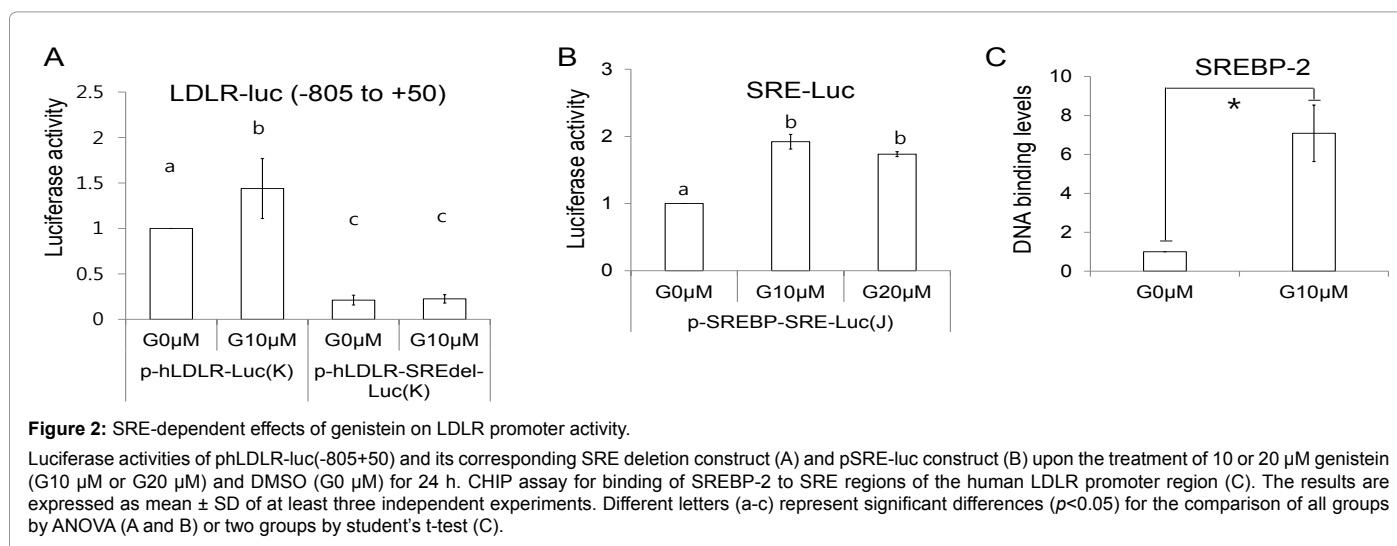 A
LDLR-luc (-805 to +50)
Luciferase activity
2.5
2
1.5
1
0.5
0
a
b
c
c
G0µM
G10µM
G0µM
G10µM
p-hLDLR-Luc(K)
p-hLDLR-SREdel-
Luc(K)
B
SRE-Luc
Luciferase activity
3
2
1
0
a
b
b
G0µM
G10µM
G20µM
p-SREBP-SRE-Luc(J)
C
SREBP-2
DNA binding levels
10
8
6
4
2
0
*
G0µM
G10µM
Figure 2: SRE-dependent effects of genistein on LDLR promoter activity.
Luciferase activities of phLDLR-luc(-805+50) and its corresponding SRE deletion construct (A) and pSRE-luc construct (B) upon the treatment of 10 or 20 µM genistein
(G10 µM or G20 µM) and DMSO (G0 µM) for 24 h. CHIP assay for binding of SREBP-2 to SRE regions of the human LDLR promoter region (C). The results are
expressed as mean ± SD of at least three independent experiments. Different letters (a-c) represent significant differences (p<0.05) for the comparison of all groups
by ANOVA (A and B) or two groups by student's t-test (C).